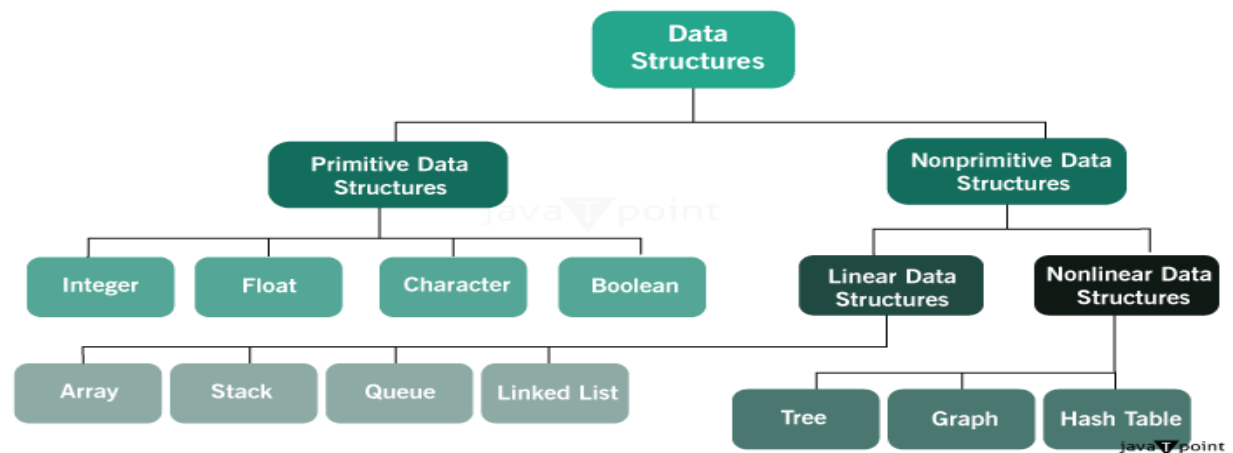 Data
Structures
Primitive Data
Structures
Nonprimitive Data
Structures
javaTpoint
Integer
Float
Character
Boolean
Linear Data
Structures
Nonlinear Data
Structures
Array
Stack
Queue
Linked List
Tree
Graph
Hash Table
javaTpoint